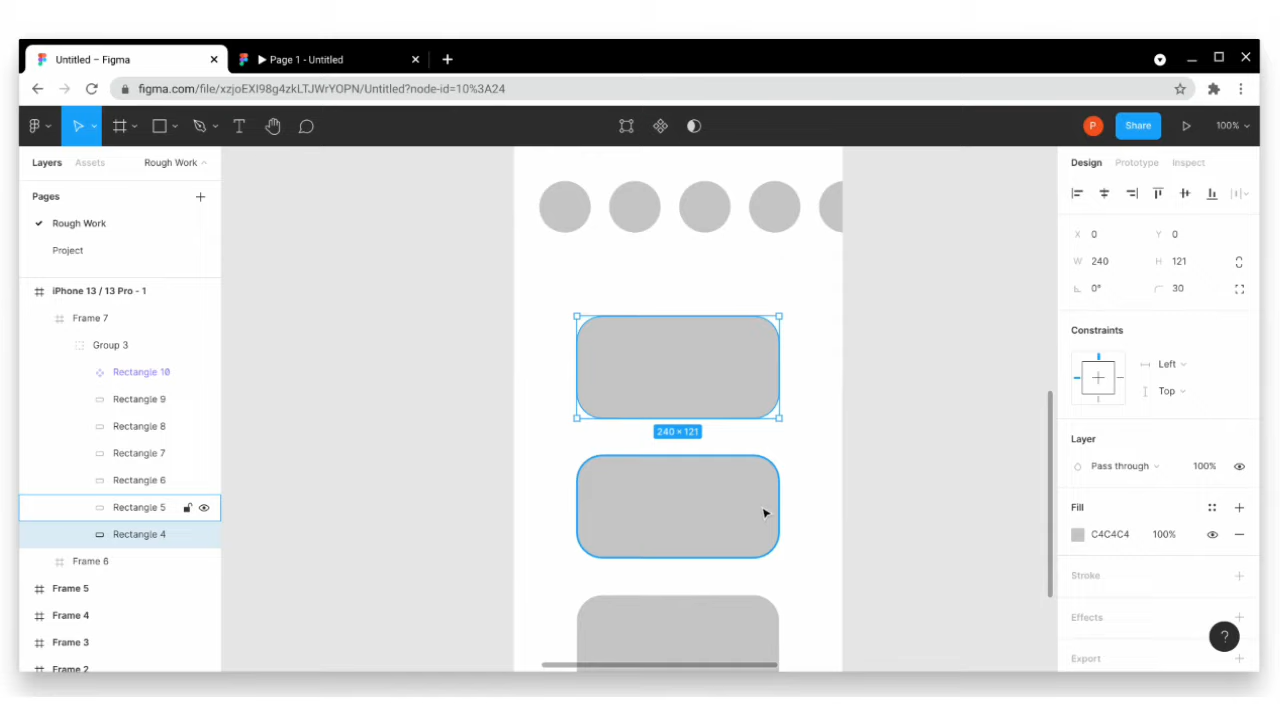 Untitled – Figma
Page 1 - Untitled
figma.com/file/xzjoEXI98g4zkLTJWrYOPN/Untitled?node-id=10%3A24
P
Share
100%
Layers
Assets
Rough Work
Pages
Rough Work
Project
iPhone 13 / 13 Pro - 1
Frame 7
Group 3
Rectangle 10
Rectangle 9
Rectangle 8
Rectangle 7
Rectangle 6
Rectangle 5
Rectangle 4
Frame 6
Frame 5
Frame 4
Frame 3
Frame 2
240 × 121
Design
Prototype
Inspect
X 0
Y 0
W 240
H 121
0°
30
Constraints
Left
Top
Layer
Pass through
100%
Fill
C4C4C4
100%
Stroke
Effects
?
Export